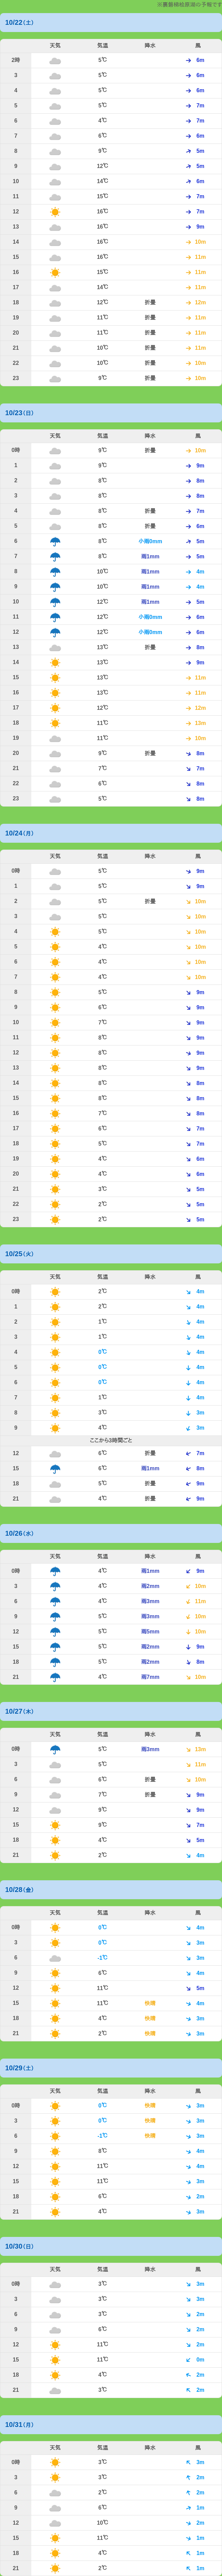 ※裏磐梯桧原湖の予報です
10/22（土）
天気 気温 降水 風
2時 5℃ 6m
3 5℃ 6m
4 5℃ 6m
5 5℃ 7m
6 4℃ 7m
7 6℃ 6m
8 9℃ 5m
9 12℃ 5m
10 14℃ 6m
11 15℃ 7m
12 16℃ 7m
13 16℃ 9m
14 16℃ 10m
15 16℃ 11m
16 15℃ 11m
17 14℃ 11m
18 12℃ 折曇 12m
19 11℃ 折曇 11m
20 11℃ 折曇 11m
21 10℃ 折曇 11m
22 10℃ 折曇 10m
23 9℃ 折曇 10m
10/23（日）
天気 気温 降水 風
0時 9℃ 折曇 10m
1 9℃ 9m
2 8℃ 8m
3 8℃ 8m
4 8℃ 折曇 7m
5 8℃ 折曇 6m
6 8℃ 小雨0mm 5m
7 8℃ 雨1mm 5m
8 10℃ 雨1mm 4m
9 10℃ 雨1mm 4m
10 12℃ 雨1mm 5m
11 12℃ 小雨0mm 6m
12 12℃ 小雨0mm 6m
13 13℃ 折曇 8m
14 13℃ 9m
15 13℃ 11m
16 13℃ 11m
17 12℃ 12m
18 11℃ 11m
19 11℃ 10m
20 9℃ 折曇 8m
21 7℃ 7m
22 6℃ 8m
23 5℃ 8m
10/24（月）
天気 気温 降水 風
0時 5℃ 9m
1 5℃ 9m
2 5℃ 折曇 10m
3 5℃ 10m
4 5℃ 10m
5 4℃ 10m
6 4℃ 10m
7 4℃ 10m
8 5℃ 9m
9 6℃ 9m
10 7℃ 9m
11 8℃ 9m
12 8℃ 9m
13 8℃ 9m
14 8℃ 8m
15 8℃ 8m
16 7℃ 8m
17 6℃ 7m
18 5℃ 7m
19 4℃ 6m
20 4℃ 6m
21 3℃ 5m
22 2℃ 5m
23 2℃ 5m
10/25（火）
天気 気温 降水 風
0時 2℃ 4m
1 2℃ 4m
2 1℃ 4m
3 1℃ 4m
4 0℃ 4m
5 0℃ 4m
6 0℃ 4m
7 1℃ 4m
8 3℃ 3m
9 4℃ 3m
ここから3時間ごと
12 6℃ 折曇 7m
15 6℃ 雨1mm 8m
18 5℃ 折曇 9m
21 4℃ 折曇 9m
10/26（水）
天気 気温 降水 風
0時 4℃ 雨1mm 9m
3 4℃ 雨2mm 10m
6 4℃ 雨3mm 11m
9 5℃ 雨3mm 10m
12 5℃ 雨5mm 10m
15 5℃ 雨2mm 9m
18 5℃ 雨2mm 8m
21 4℃ 雨7mm 10m
10/27（木）
天気 気温 降水 風
0時 5℃ 雨3mm 11m
3 5℃ 11m
6 6℃ 折曇 10m
9 7℃ 折曇 9m
12 9℃ 9m
15 9℃ 7m
18 4℃ 5m
21 2℃ 4m
10/28（金）
天気 気温 降水 風
0時 0℃ 4m
3 0℃ 3m
6 -1℃ 3m
9 6℃ 4m
12 11℃ 5m
15 11℃ 快晴 4m
18 4℃ 快晴 3m
21 2℃ 快晴 3m
10/29（土）
天気 気温 降水 風
0時 0℃ 快晴 3m
3 0℃ 快晴 3m
6 -1℃ 快晴 3m
9 8℃ 4m
12 11℃ 4m
15 11℃ 3m
18 6℃ 2m
21 4℃ 3m
10/30（日）
天気 気温 降水 風
0時 3℃ 3m
3 3℃ 3m
6 3℃ 2m
9 6℃ 2m
12 11℃ 2m
15 11℃ 0m
18 4℃ 2m
21 3℃ 2m
10/31（月）
天気 気温 降水 風
0時 3℃ 3m
3 3℃ 2m
6 2℃ 2m
9 6℃ 1m
12 10℃ 2m
15 11℃ 1m
18 4℃ 1m
21 2℃ 1m